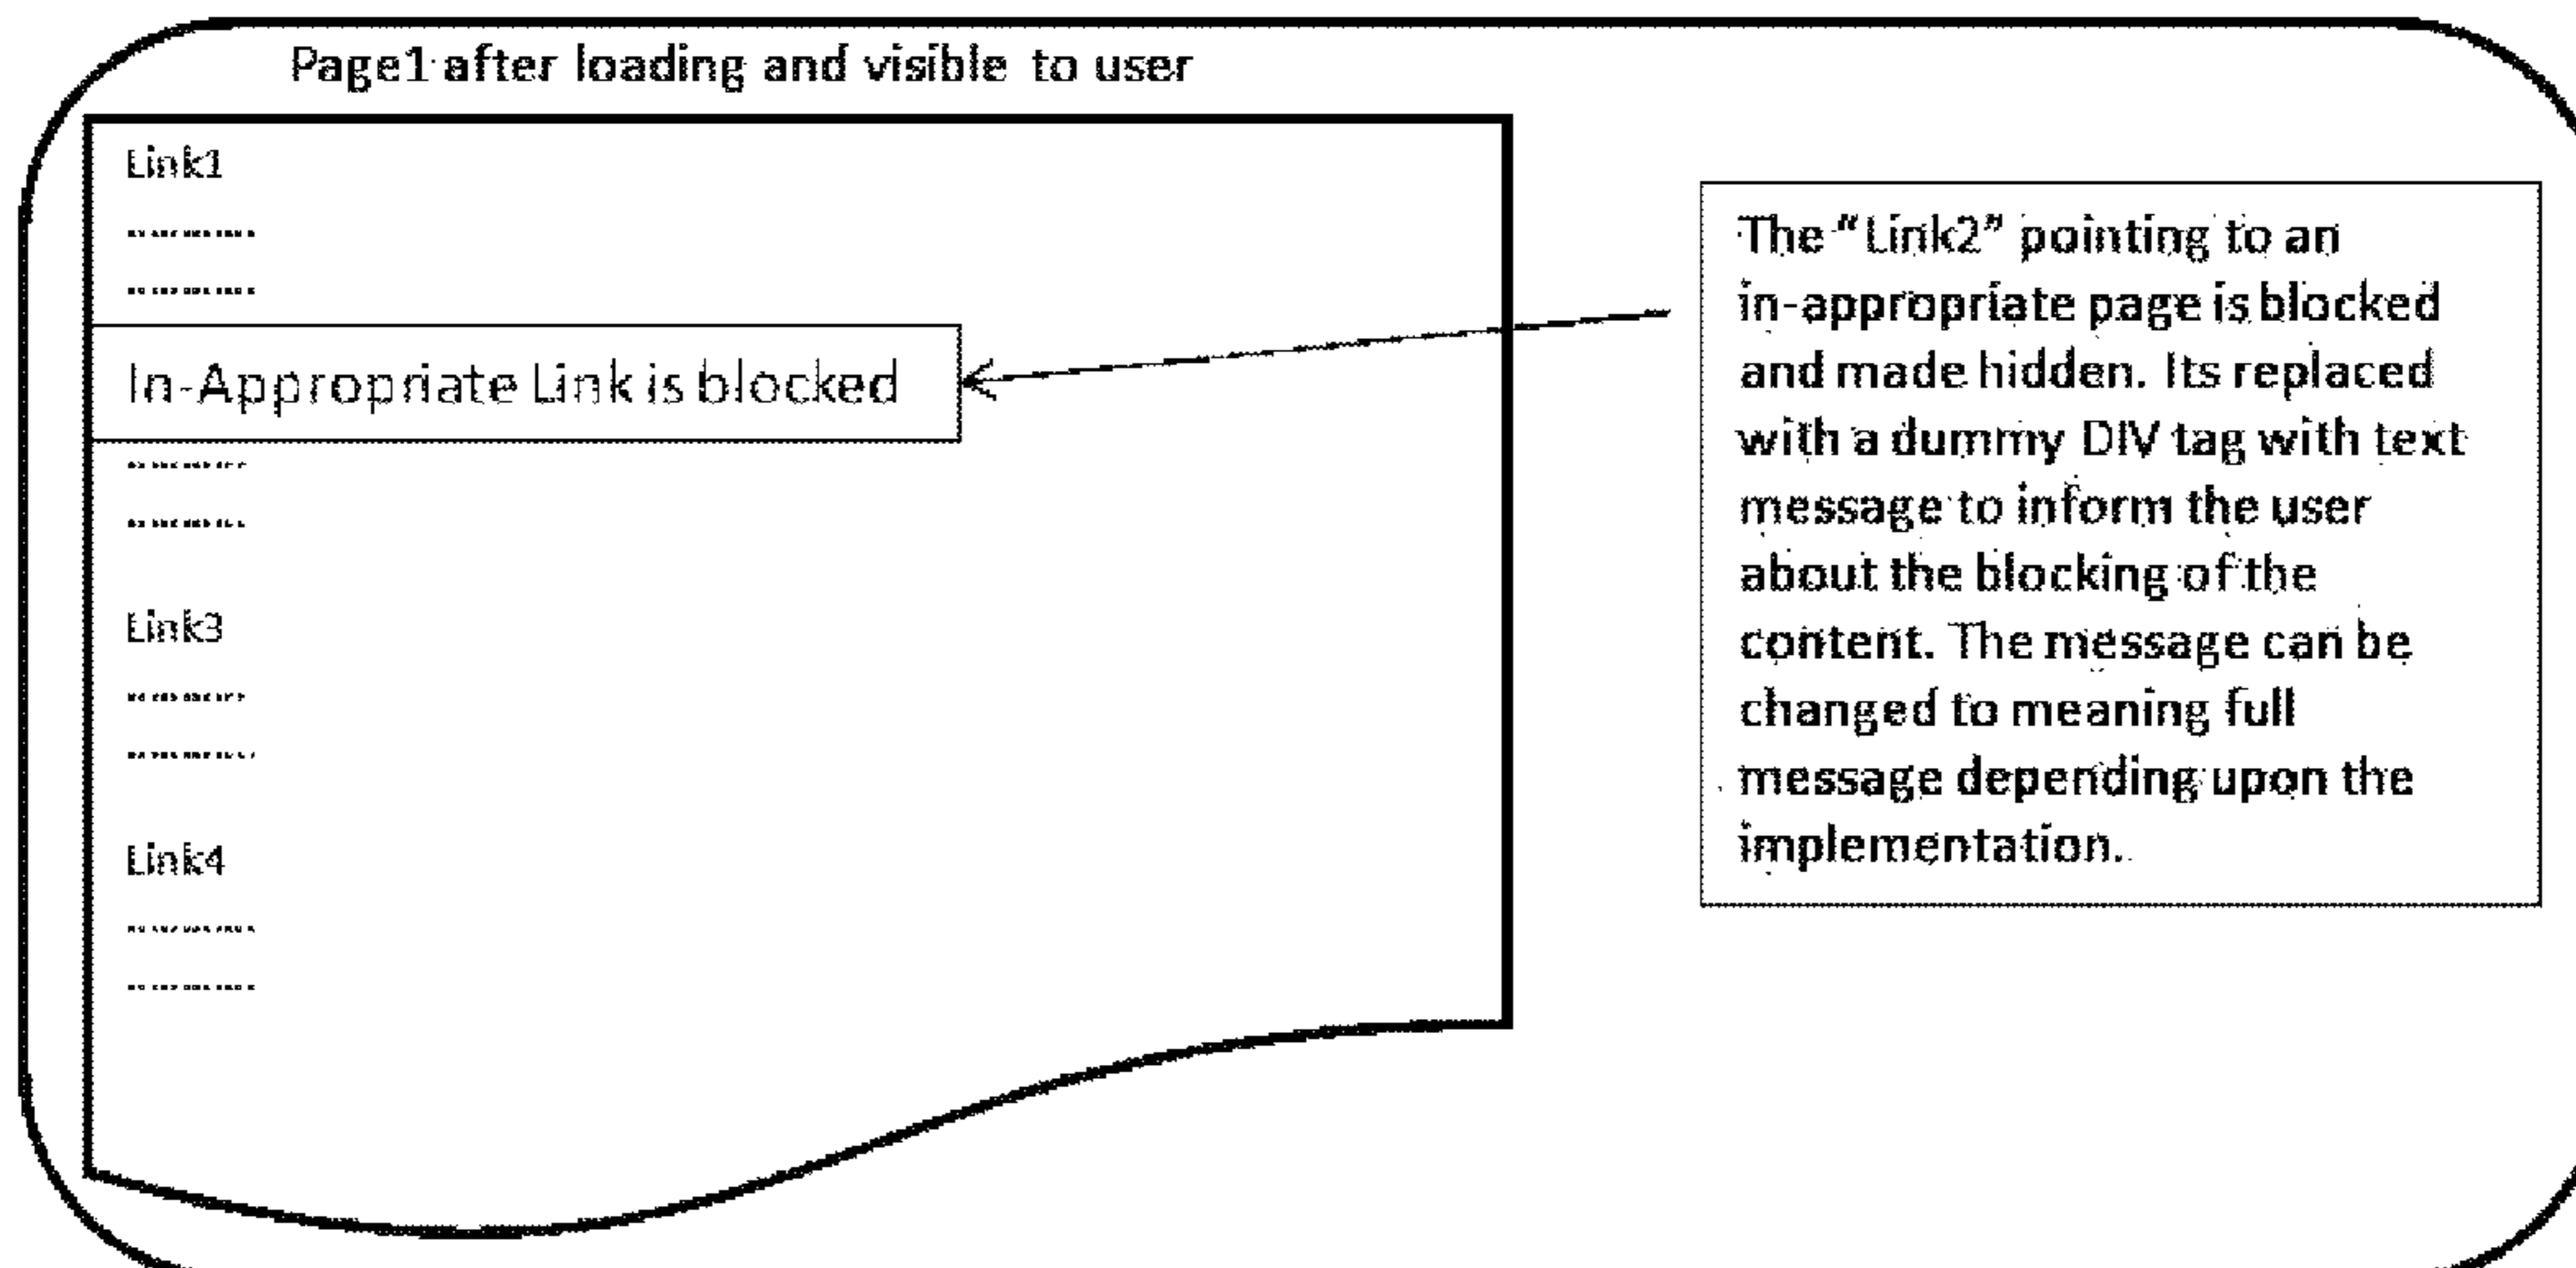 Page1 after loading and visible to user
Link1
In-Appropriate Link is blocked
Link3
Link4
The “Link2” pointing to an
in-appropriate page is blocked
and made hidden. Its replaced
with a dummy DIV tag with text
message to inform the user
about the blocking of the
content. The message can be
changed to meaning full
message depending upon the
implementation.